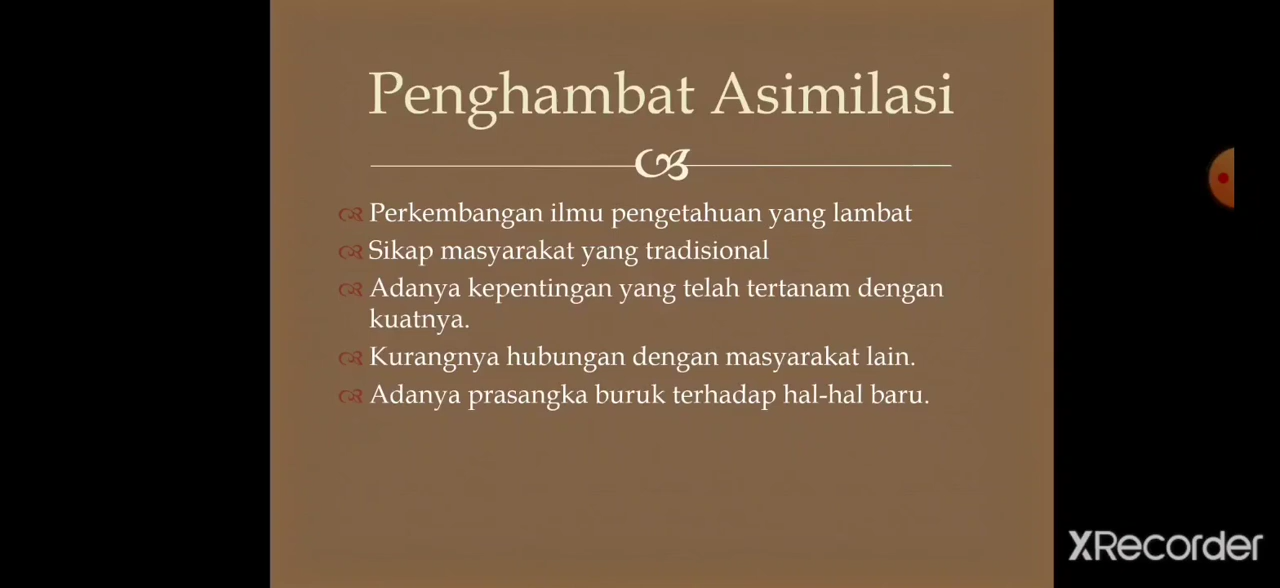 Penghambat Asimilasi
Perkembangan ilmu pengetahuan yang lambat
Sikap masyarakat yang tradisional
Adanya kepentingan yang telah tertanam dengan
kuatnya.
Kurangnya hubungan dengan masyarakat lain.
Adanya prasangka buruk terhadap hal-hal baru.
XRecorder